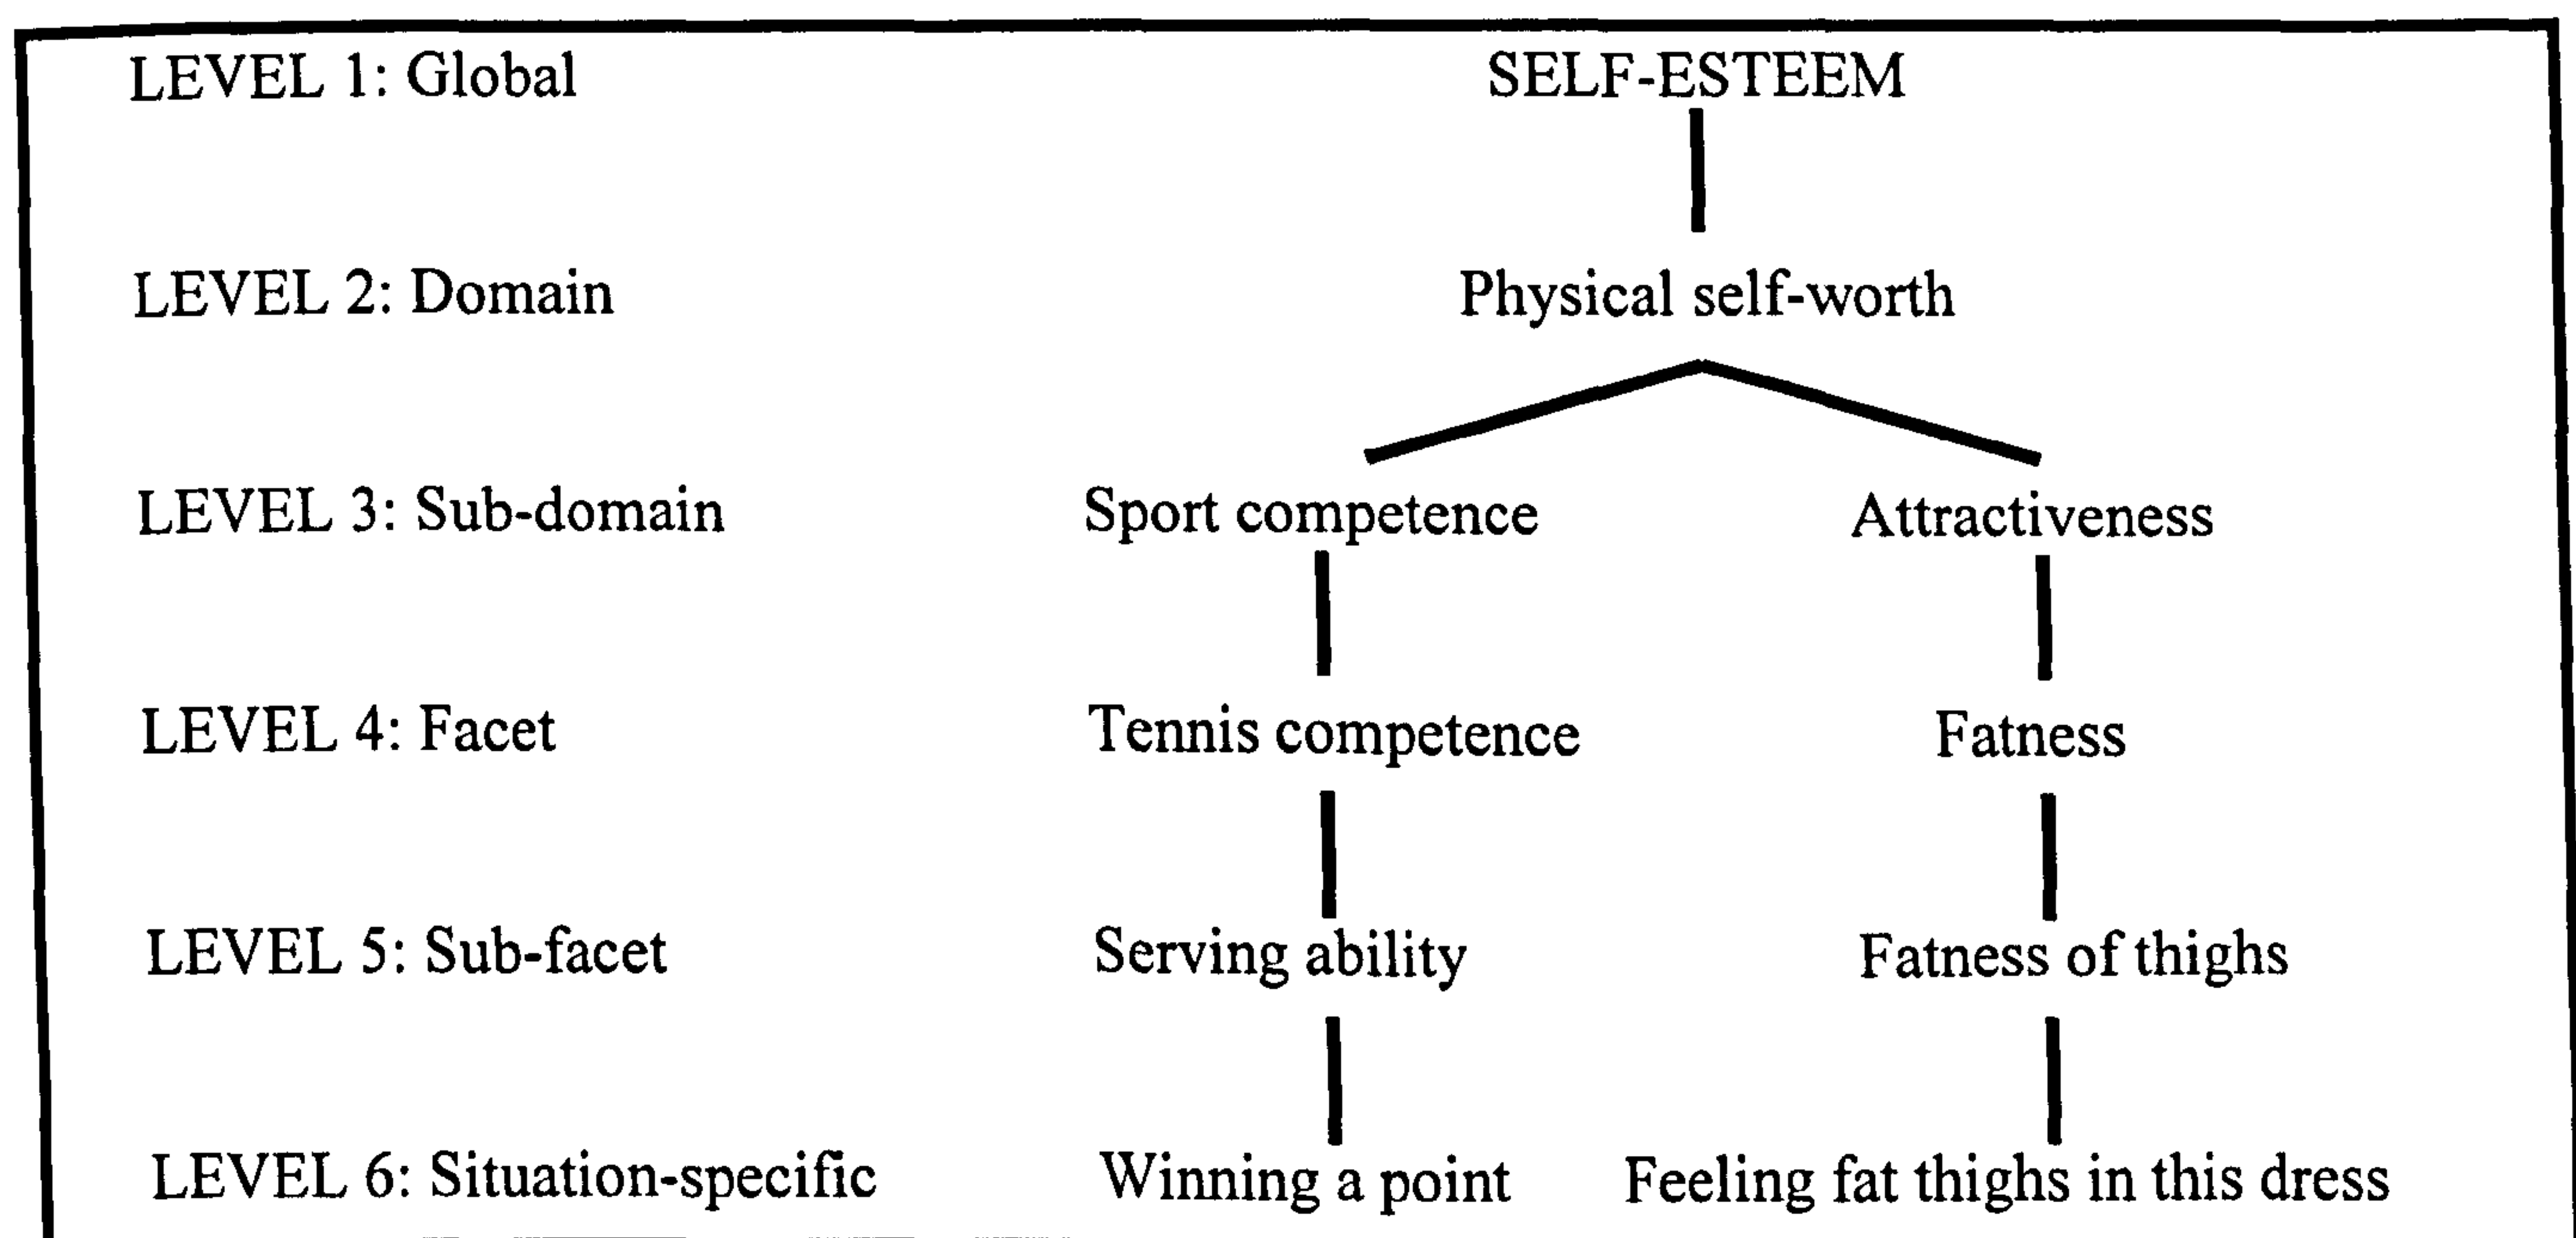 LEVEL 1: Global SELF-ESTEEM
LEVEL 2: Domain Physical self-worth
LEVEL 3: Sub-domain Sport competence Attractiveness
LEVEL 4: Facet Tennis competence Fatness
LEVEL 5: Sub-facet Serving ability Fatness of thighs
LEVEL 6: Situation-specific Winning a point Feeling fat thighs in this dress